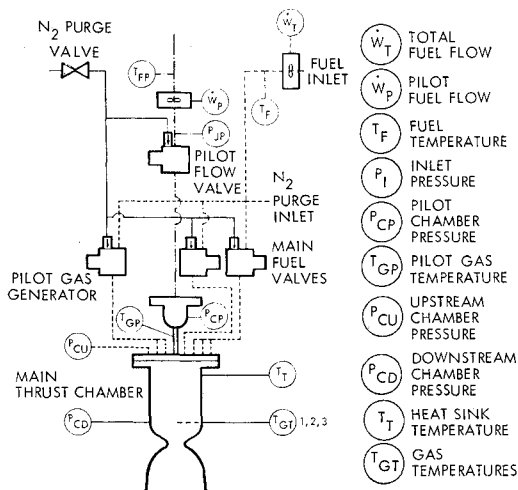 N₂ PURGE
VALVE
ẆT
FUEL
INLET
TFP
ẆP
TF
PJP
PILOT
FLOW
VALVE
N₂
PURGE
INLET
MAIN
FUEL
VALVES
PILOT GAS
GENERATOR
TGP
PCP
PCU
MAIN
THRUST CHAMBER
TT
PCD
TGT 1,2,3
ẆT TOTAL
FUEL FLOW
ẆP PILOT
FUEL FLOW
TF FUEL
TEMPERATURE
PI INLET
PRESSURE
PCP PILOT
CHAMBER
PRESSURE
TGP PILOT GAS
TEMPERATURE
PCU UPSTREAM
CHAMBER
PRESSURE
PCD DOWNSTREAM
CHAMBER
PRESSURE
TT HEAT SINK
TEMPERATURE
TGT GAS
TEMPERATURES